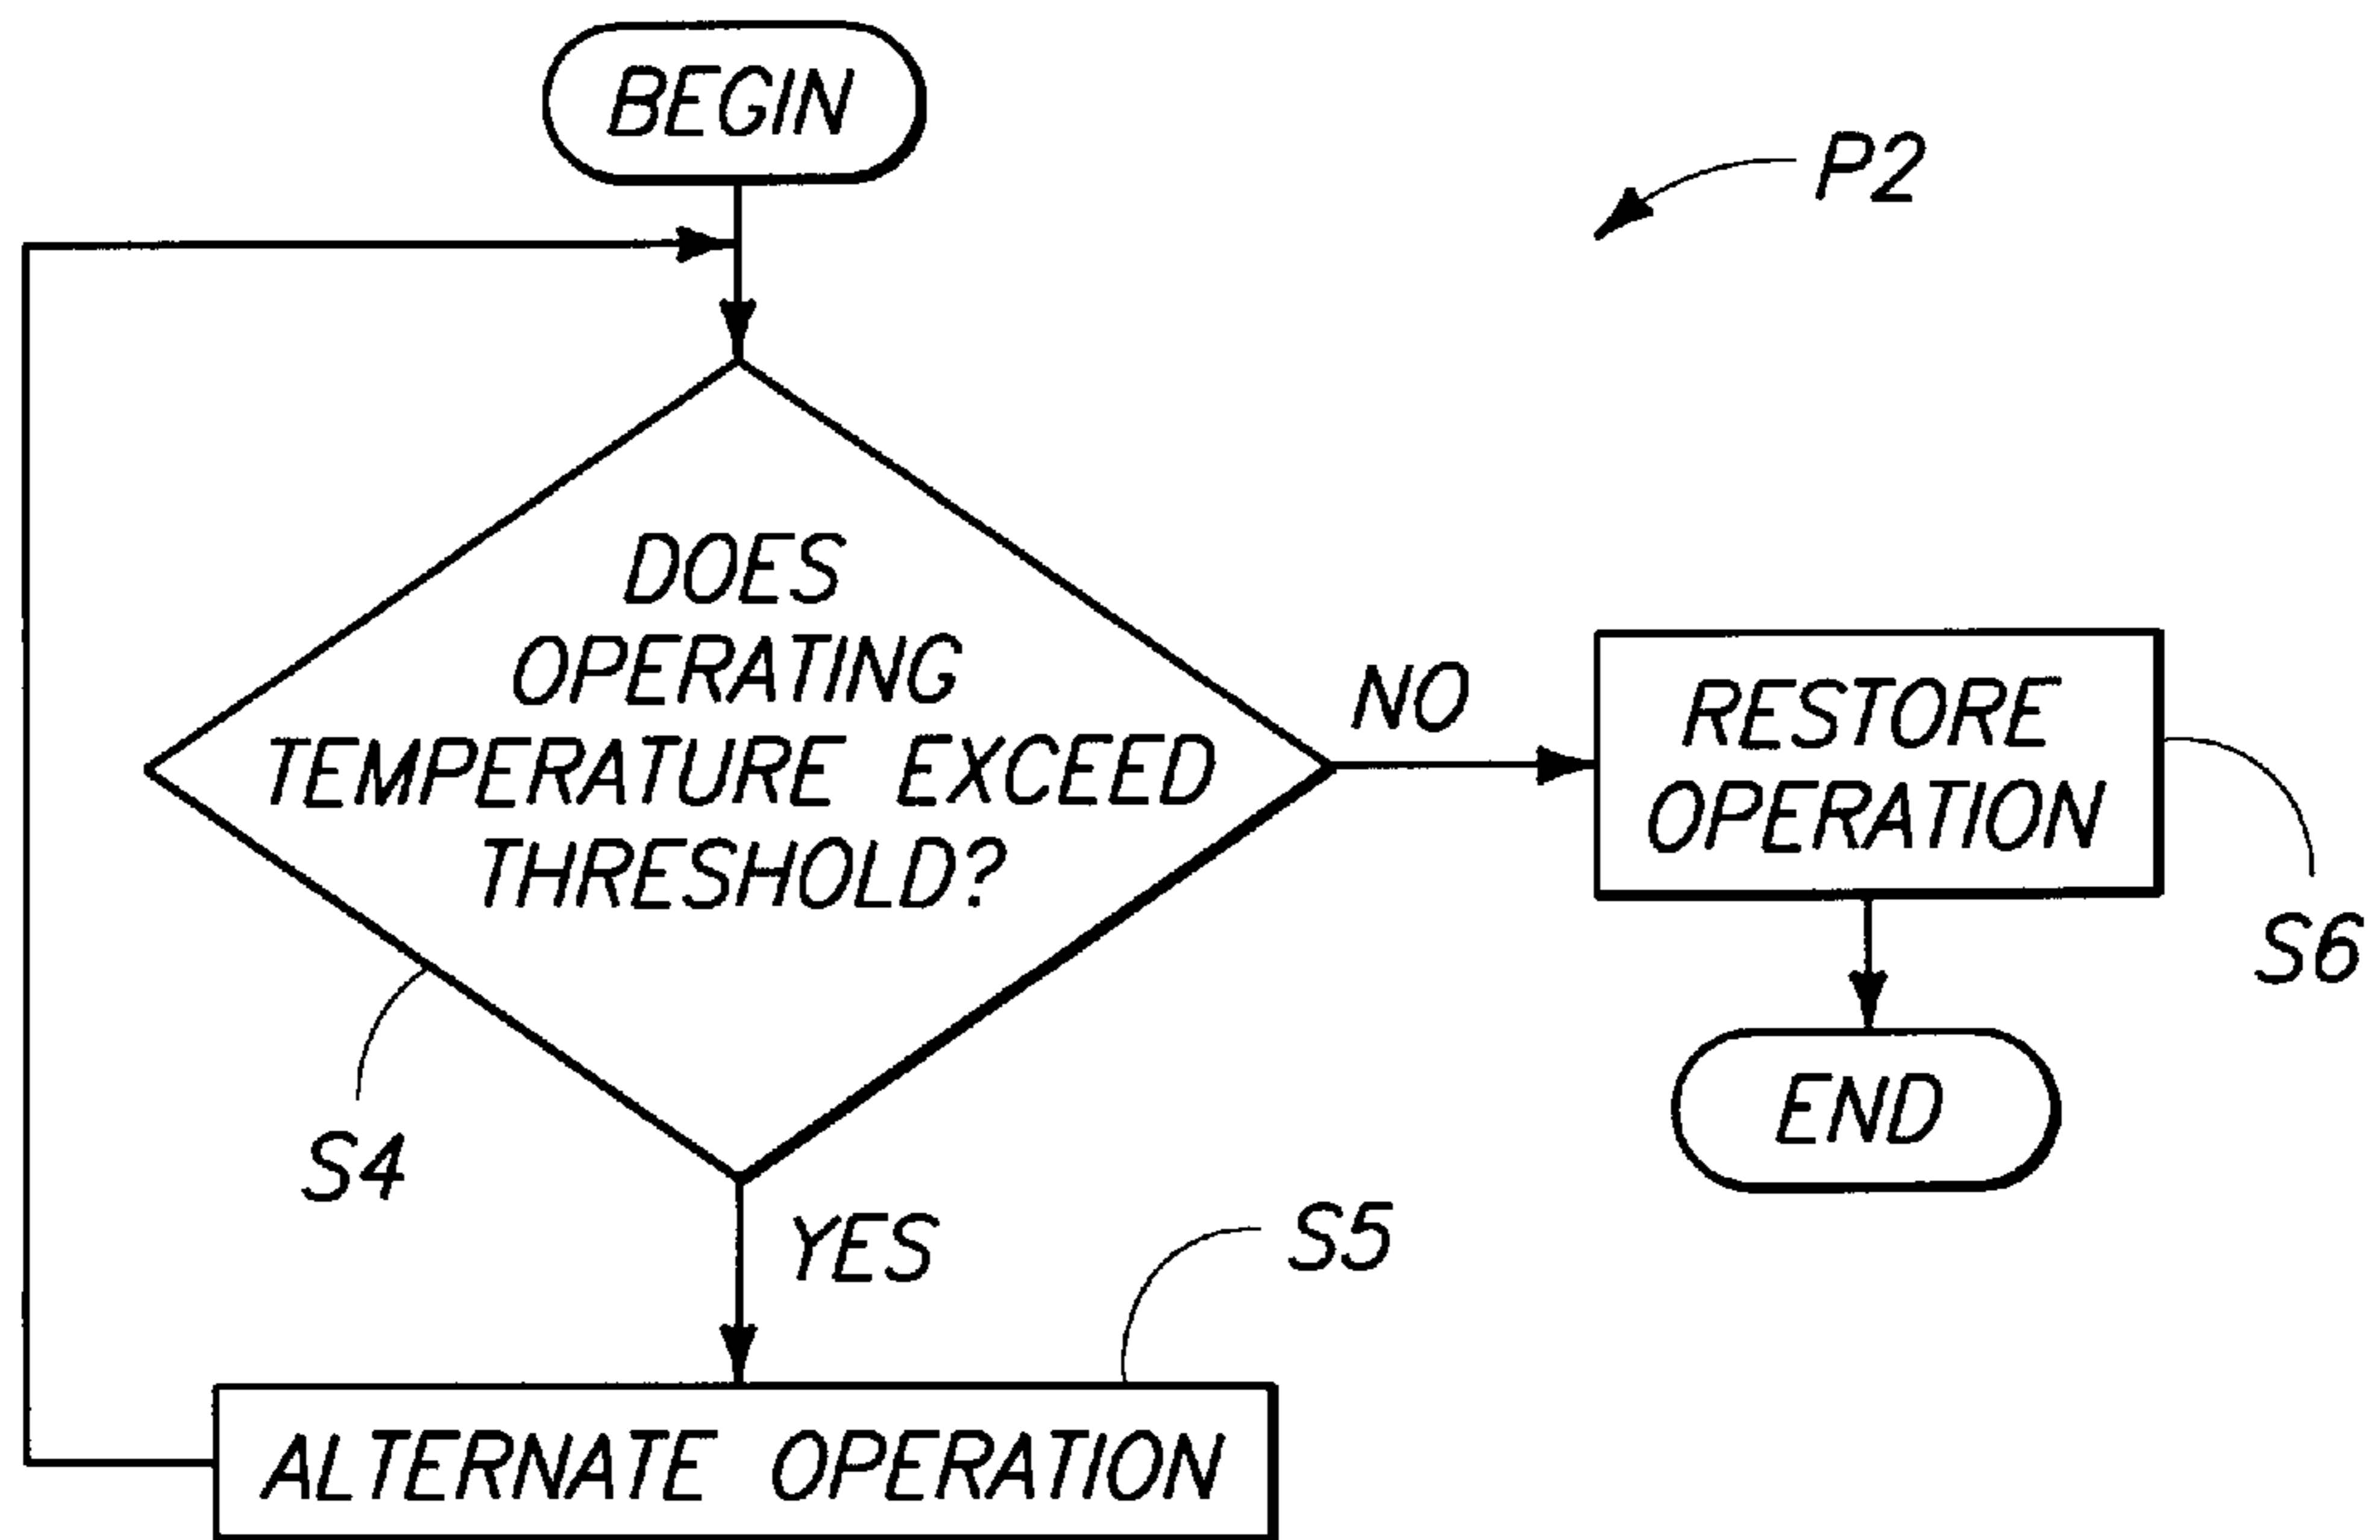 BEGIN
P2
DOES
OPERATING
TEMPERATURE EXCEED
THRESHOLD?
NO
RESTORE
OPERATION
S6
END
S4
YES
S5
ALTERNATE OPERATION